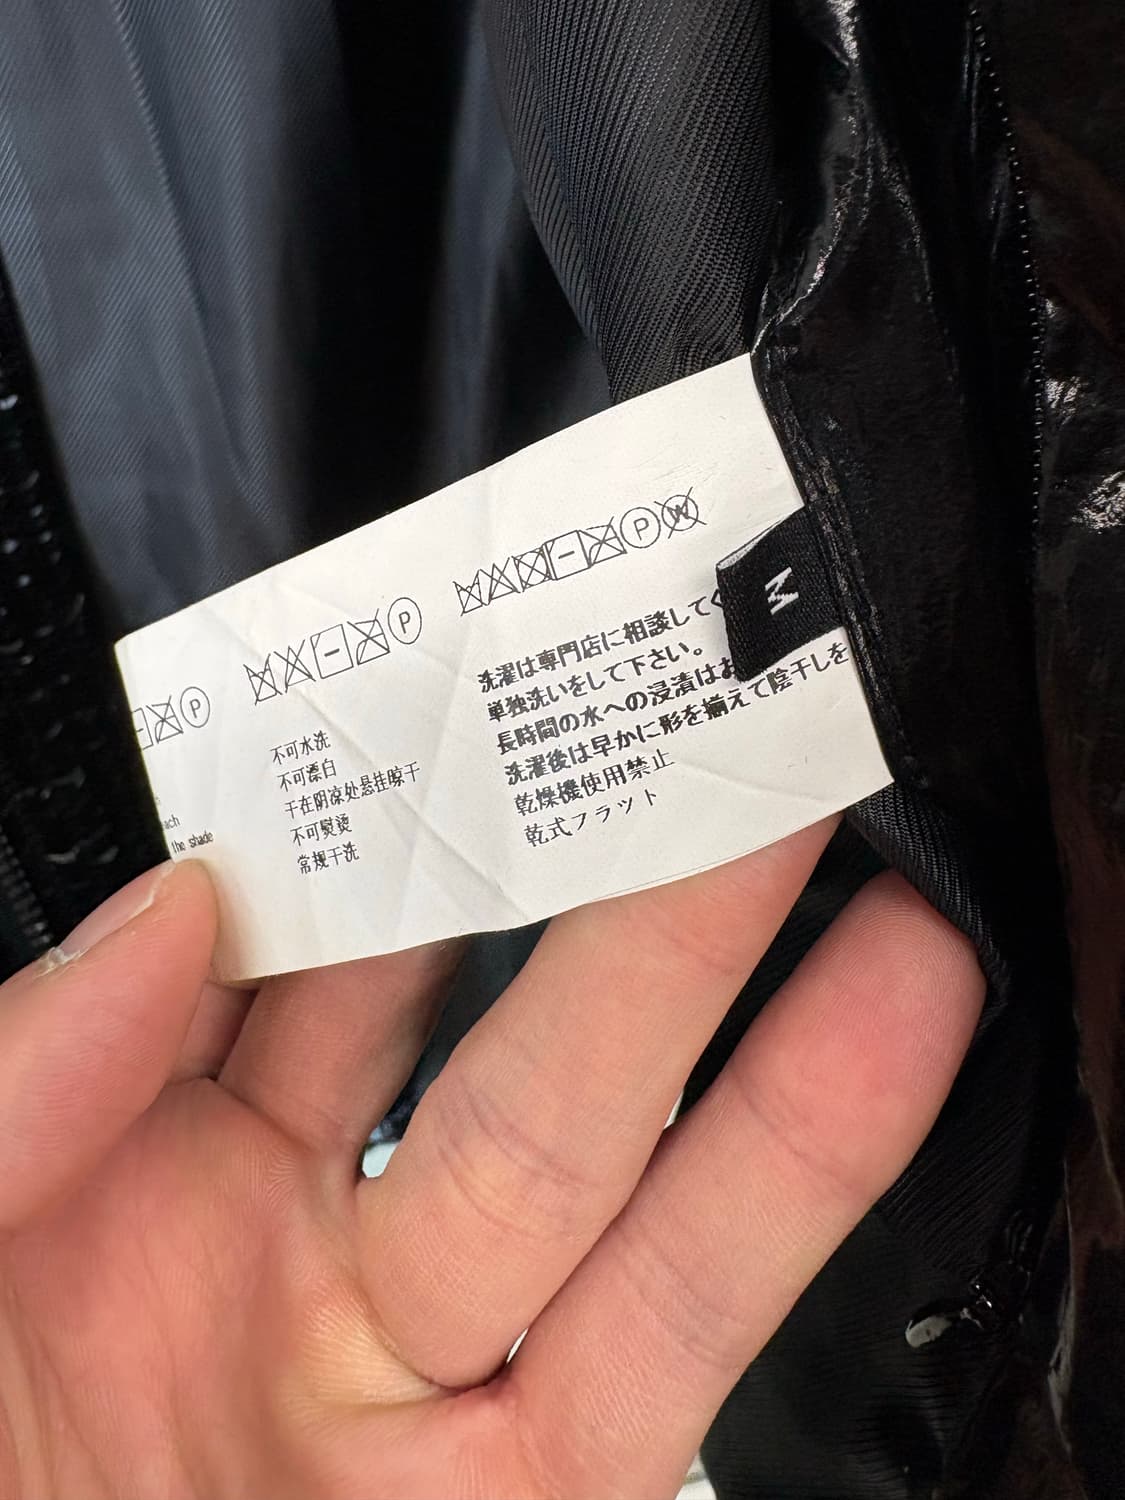 P
ach
the shade
P
不可水洗
不可漂白
干在阴凉处悬挂晾干
不可熨烫
常规干洗
P W
洗濯は専門店に相談してく
単独洗いをして下さい。
長時間の水への浸漬はお
洗濯後は早かに形を揃えて陰干しを
乾燥機使用禁止
乾式フラット
M